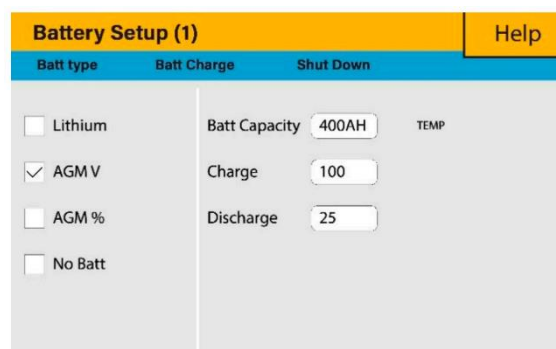 Battery Setup (1) Help
Batt type Batt Charge Shut Down
Lithium Batt Capacity 400AH TEMP
AGM V Charge 100
AGM % Discharge 25
No Batt